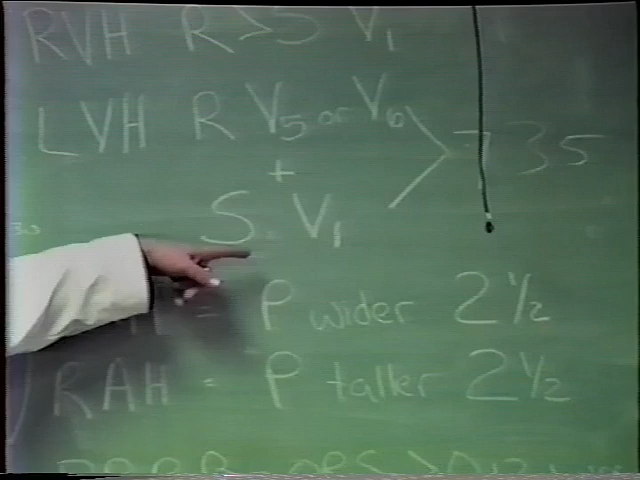 RVH R>S V1
LVH R V5 or V6
> 35
+
S V1
= P wider 2½
RAH = P taller 2½